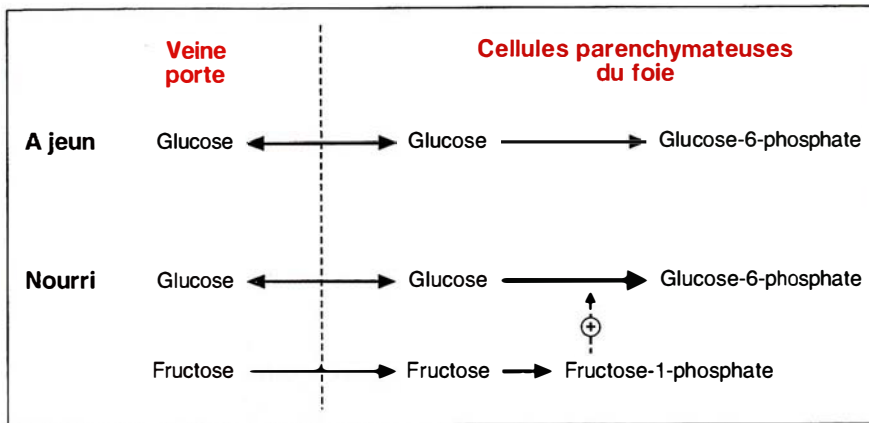 Veine
porte
Cellules parenchymateuses
du foie
A jeun Glucose Glucose Glucose-6-phosphate
Nourri Glucose Glucose Glucose-6-phosphate
+
Fructose Fructose Fructose-1-phosphate